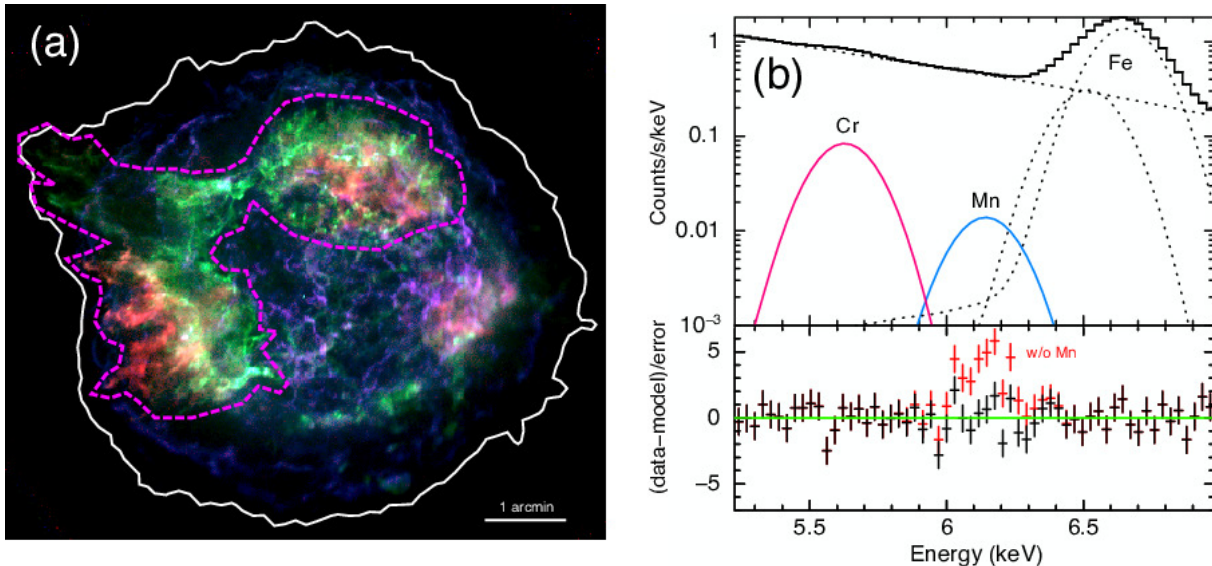 (a)
1 arcmin
(b)
Counts/s/keV
1
0.1
0.01
10⁻³
Cr
Mn
Fe
(data−model)/error
5
0
−5
w/o Mn
5.5
6
6.5
Energy (keV)